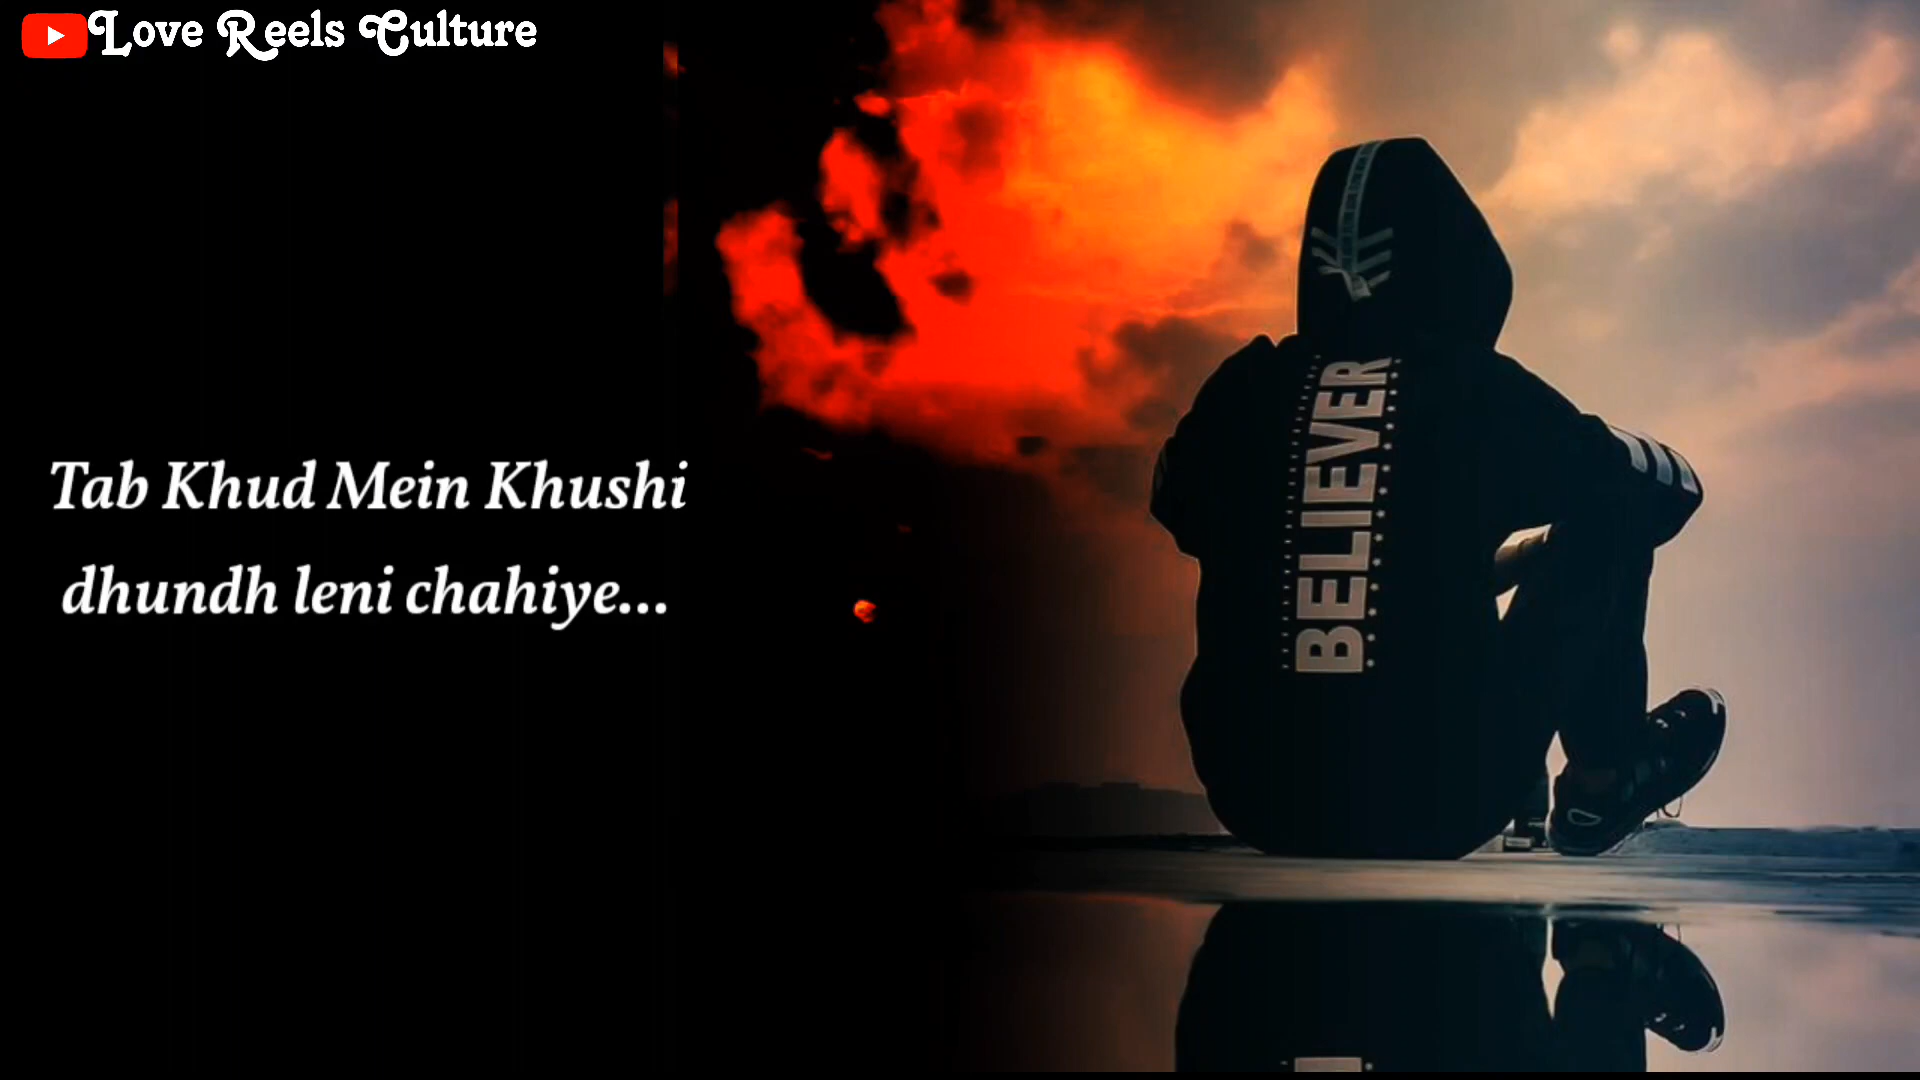 Love Reels Culture
Tab Khud Mein Khushi
dhundh leni chahiye...
BELIEVER